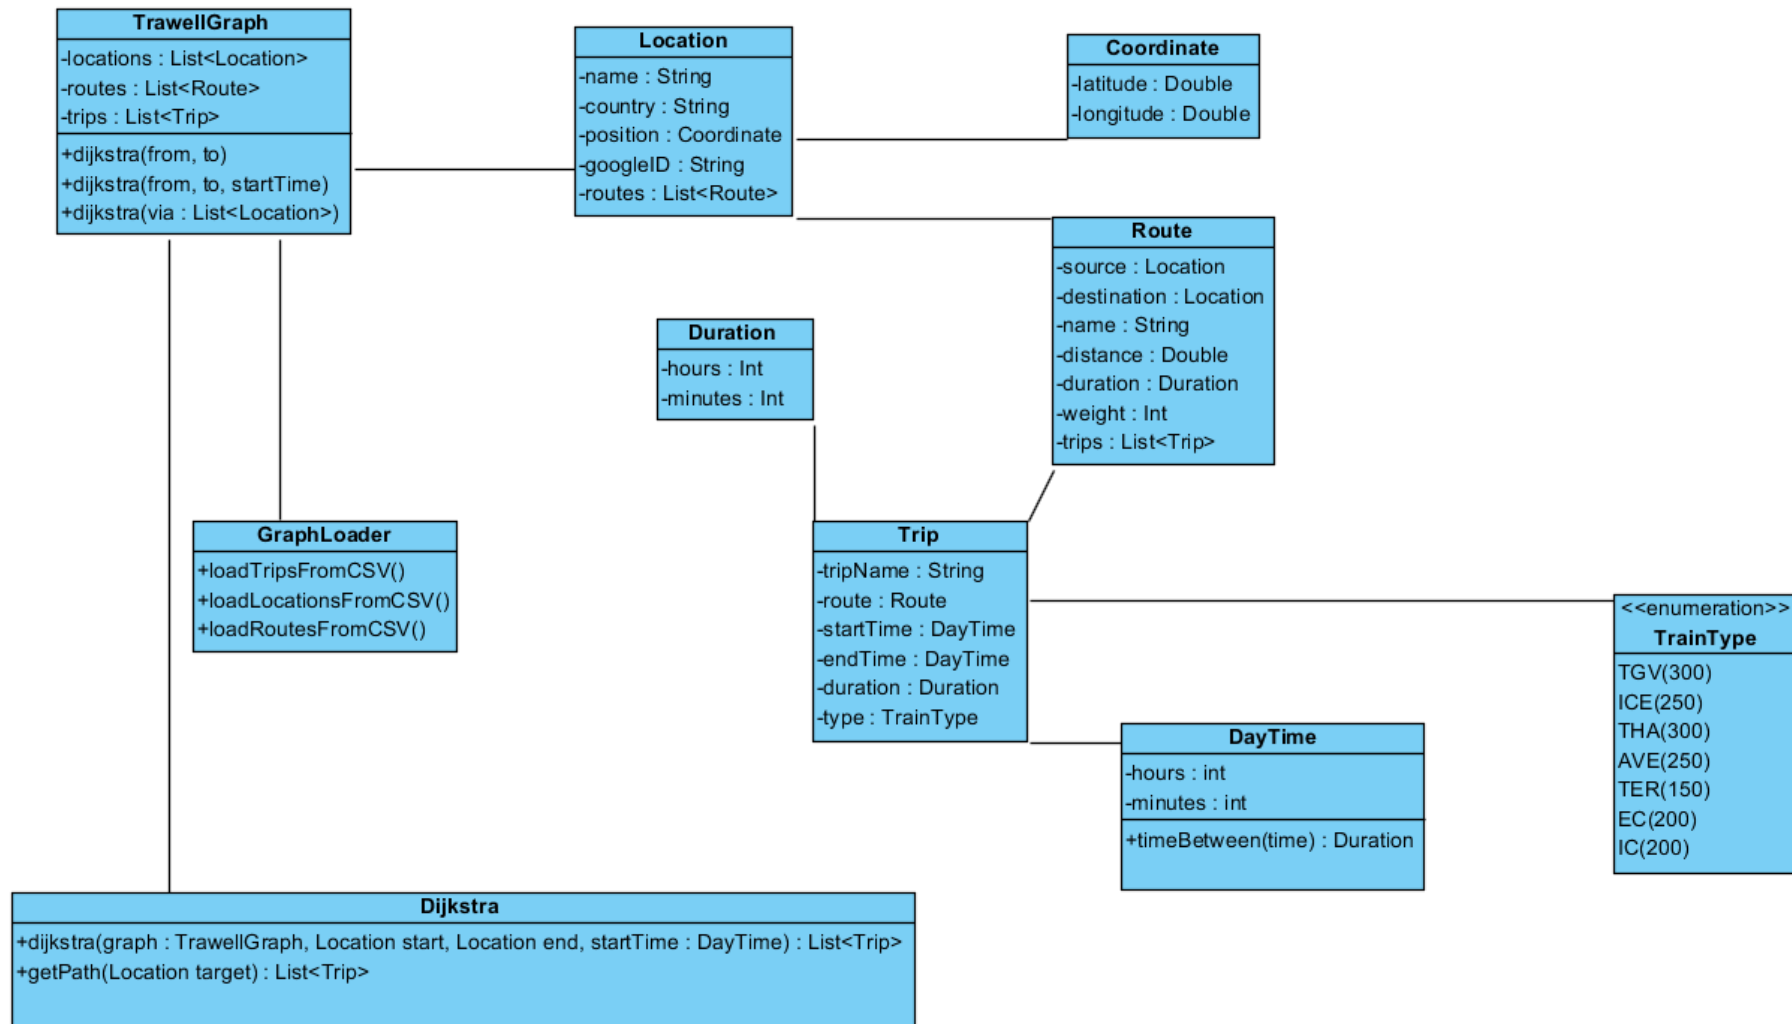 TrawellGraph
-locations : List<Location>
-routes : List<Route>
-trips : List<Trip>
+dijkstra(from, to)
+dijkstra(from, to, startTime)
+dijkstra(via : List<Location>)
Location
-name : String
-country : String
-position : Coordinate
-googleID : String
-routes : List<Route>
Coordinate
-latitude : Double
-longitude : Double
Route
-source : Location
-destination : Location
-name : String
-distance : Double
-duration : Duration
-weight : Int
-trips : List<Trip>
Duration
-hours : Int
-minutes : Int
GraphLoader
+loadTripsFromCSV()
+loadLocationsFromCSV()
+loadRoutesFromCSV()
Trip
-tripName : String
-route : Route
-startTime : DayTime
-endTime : DayTime
-duration : Duration
-type : TrainType
<<enumeration>>
TrainType
TGV(300)
ICE(250)
THA(300)
AVE(250)
TER(150)
EC(200)
IC(200)
DayTime
-hours : int
-minutes : int
+timeBetween(time) : Duration
Dijkstra
+dijkstra(graph : TrawellGraph, Location start, Location end, startTime : DayTime) : List<Trip>
+getPath(Location target) : List<Trip>